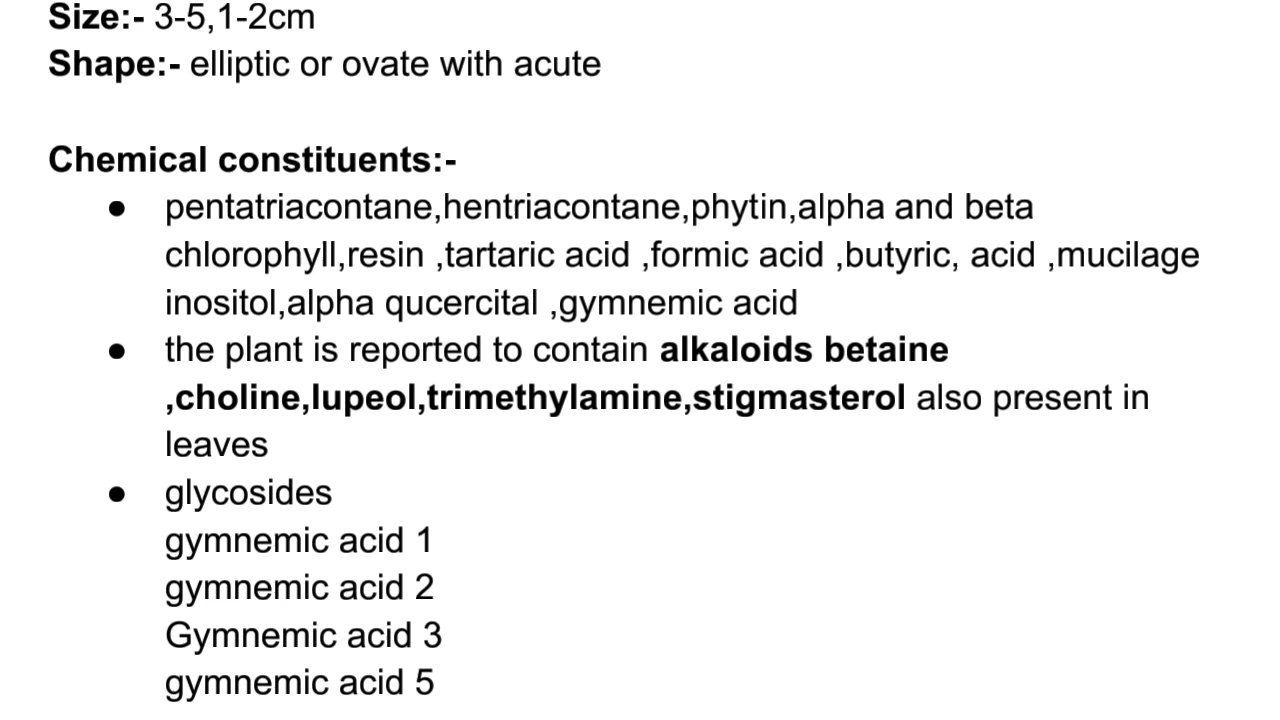 Size:- 3-5,1-2cm
Shape:- elliptic or ovate with acute
Chemical constituents:-
● pentatriacontane,hentriacontane,phytin,alpha and beta
chlorophyll,resin ,tartaric acid ,formic acid ,butyric, acid ,mucilage
inositol,alpha qucercital ,gymnemic acid
● the plant is reported to contain alkaloids betaine
,choline,lupeol,trimethylamine,stigmasterol also present in
leaves
● glycosides
gymnemic acid 1
gymnemic acid 2
Gymnemic acid 3
gymnemic acid 5